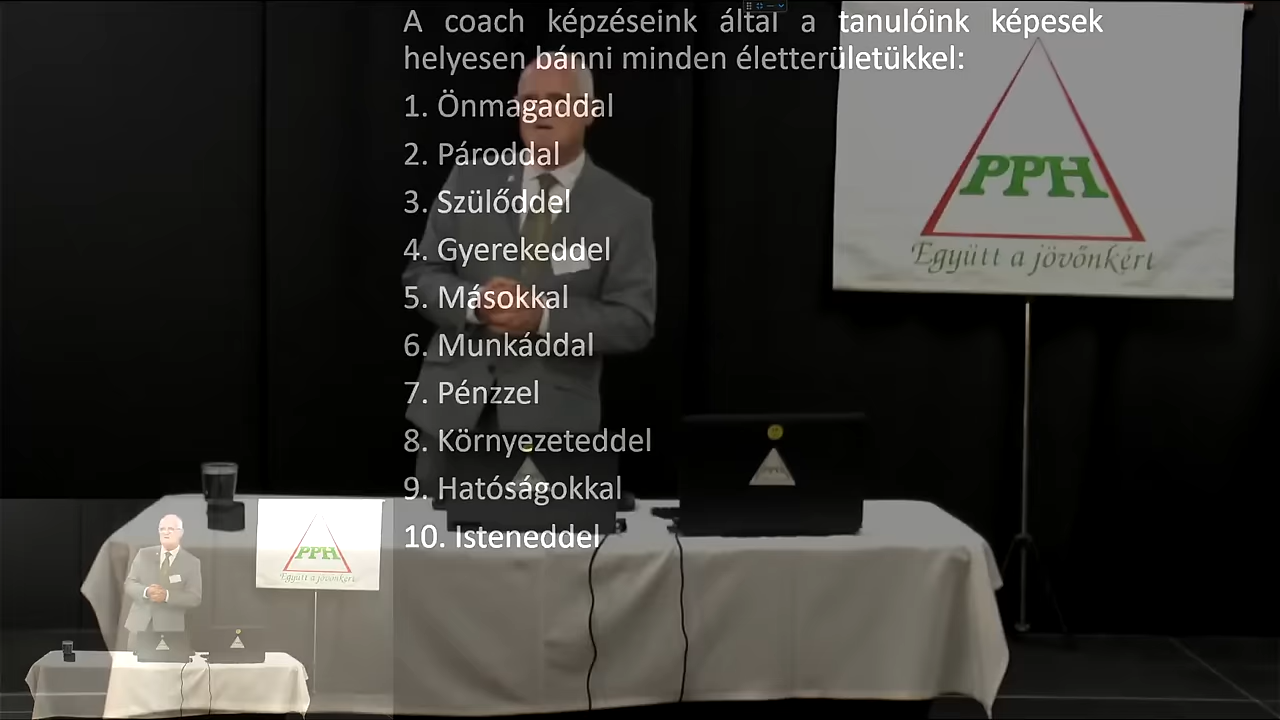 A coach képzéseink által a tanulóink képesek
helyesen bánni minden életterületükkel:
1. Önmagaddal
2. Pároddal
3. Szülőddel
4. Gyerekeddel
5. Másokkal
6. Munkáddal
7. Pénzzel
8. Környezeteddel
9. Hatóságokkal
10. Isteneddel
PPH
Együtt a jövőnkért
PPH
Együtt a jövőnkért